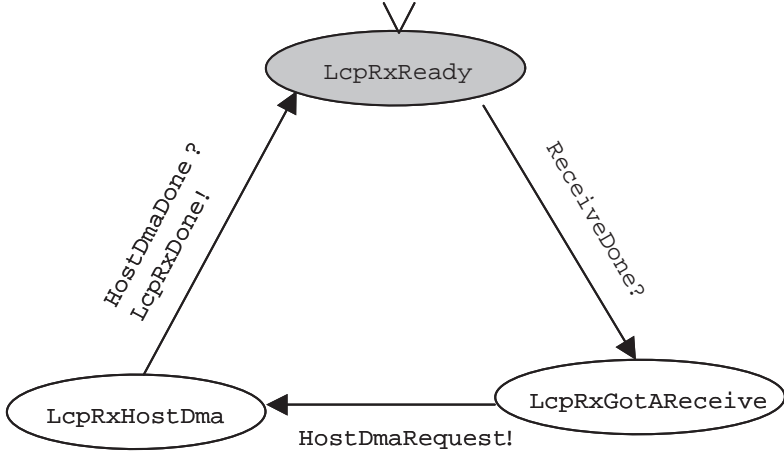 LcpRxReady
HostDmaDone?
LcpRxDone!
ReceiveDone?
LcpRxHostDma
LcpRxGotAReceive
HostDmaRequest!